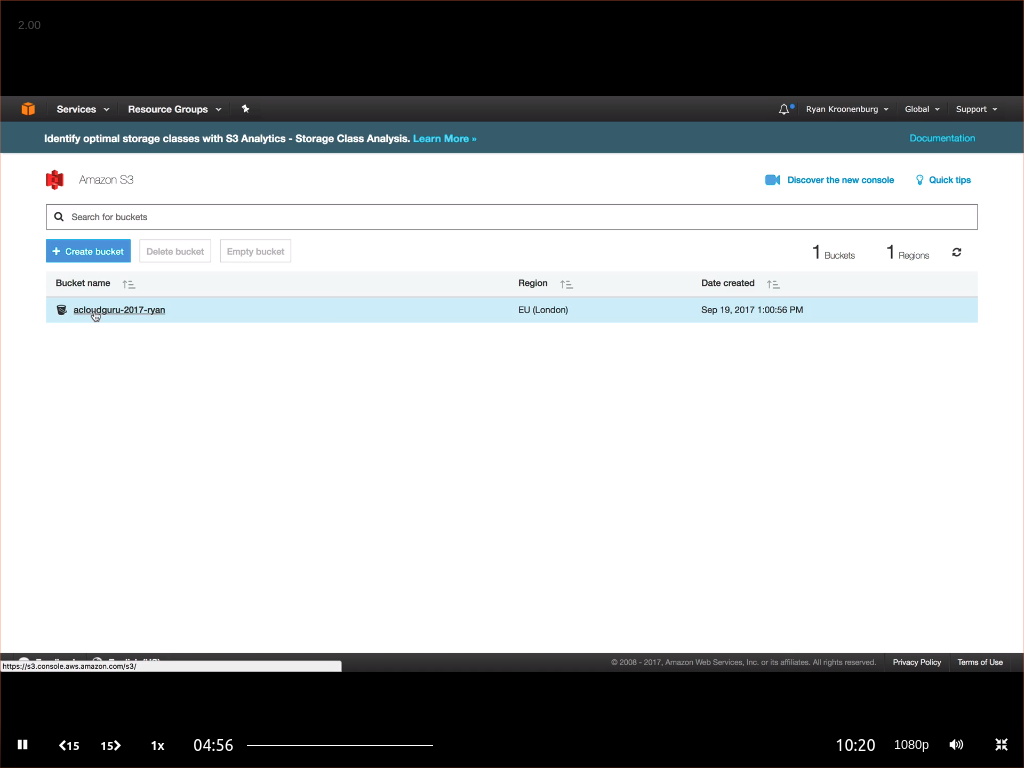 2.00
Services Resource Groups Ryan Kroonenburg Global Support
Identify optimal storage classes with S3 Analytics - Storage Class Analysis. Learn More » Documentation
Amazon S3 Discover the new console Quick tips
Search for buckets
+ Create bucket Delete bucket Empty bucket 1 Buckets 1 Regions
Bucket name Region Date created
acloudguru-2017-ryan EU (London) Sep 19, 2017 1:00:56 PM
© 2008 - 2017, Amazon Web Services, Inc. or its affiliates. All rights reserved. Privacy Policy Terms of Use
https://s3.console.aws.amazon.com/s3/
15 15 1x 04:56 10:20 1080p